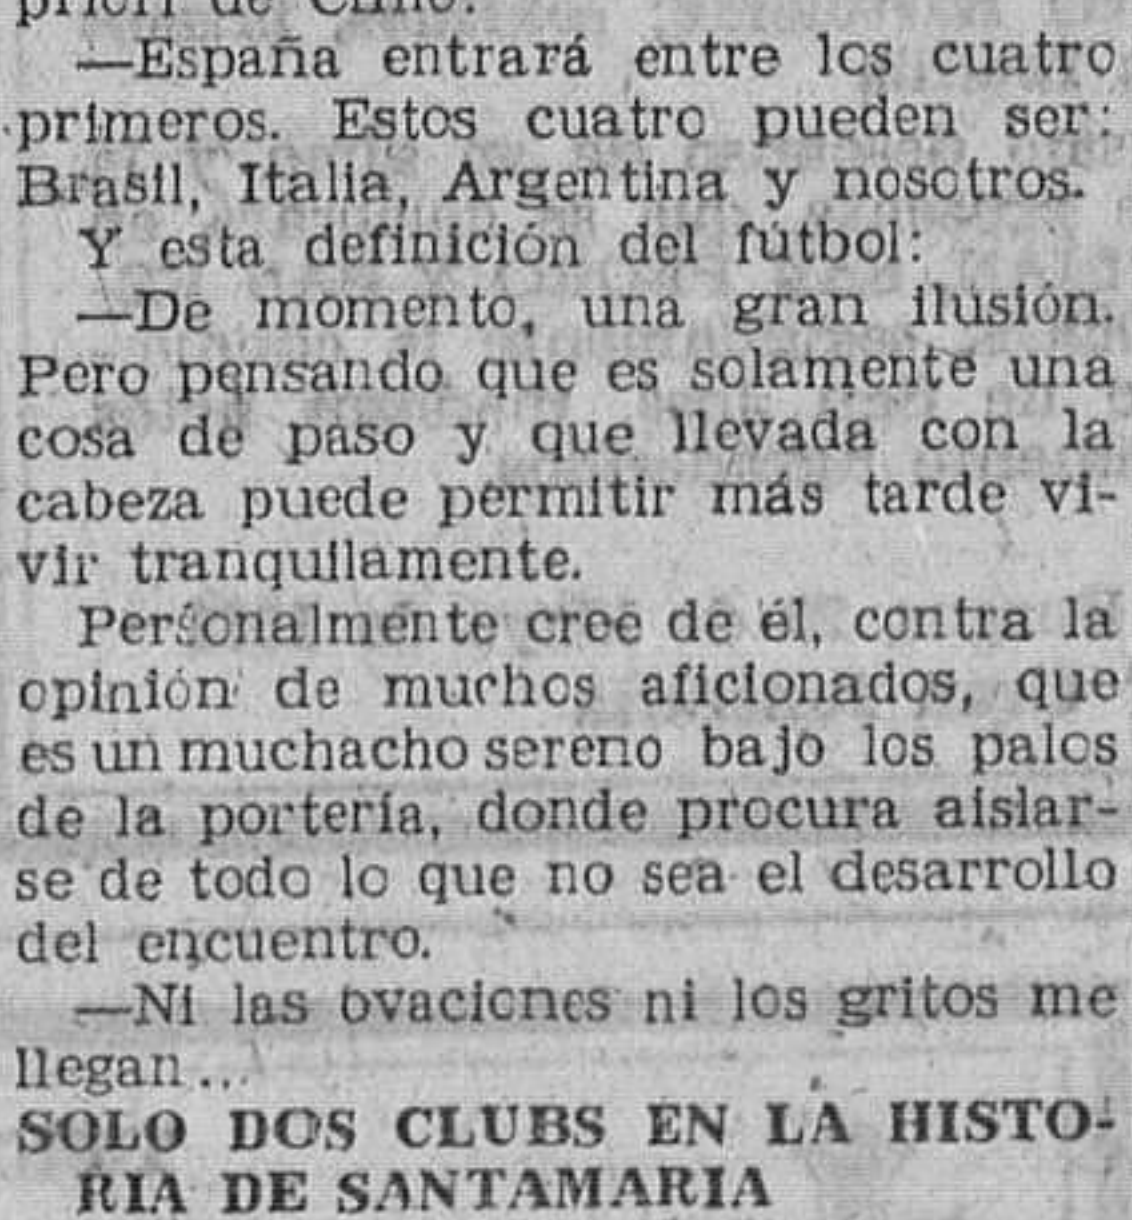 —España entrará entre los cuatro
primeros. Estos cuatro pueden ser:
Brasil, Italia, Argentina y nosotros.
Y esta definición del fútbol:
—De momento, una gran ilusión.
Pero pensando que es solamente una
cosa de paso y que llevada con la
cabeza puede permitir más tarde vi-
vir tranquilamente.
Personalmente cree de él, contra la
opinión de muchos aficionados, que
es un muchacho sereno bajo los palos
de la portería, donde procura aislar-
se de todo lo que no sea el desarrollo
del encuentro.
—Ni las ovaciones ni los gritos me
llegan...
SOLO DOS CLUBS EN LA HISTO-
RIA DE SANTAMARIA